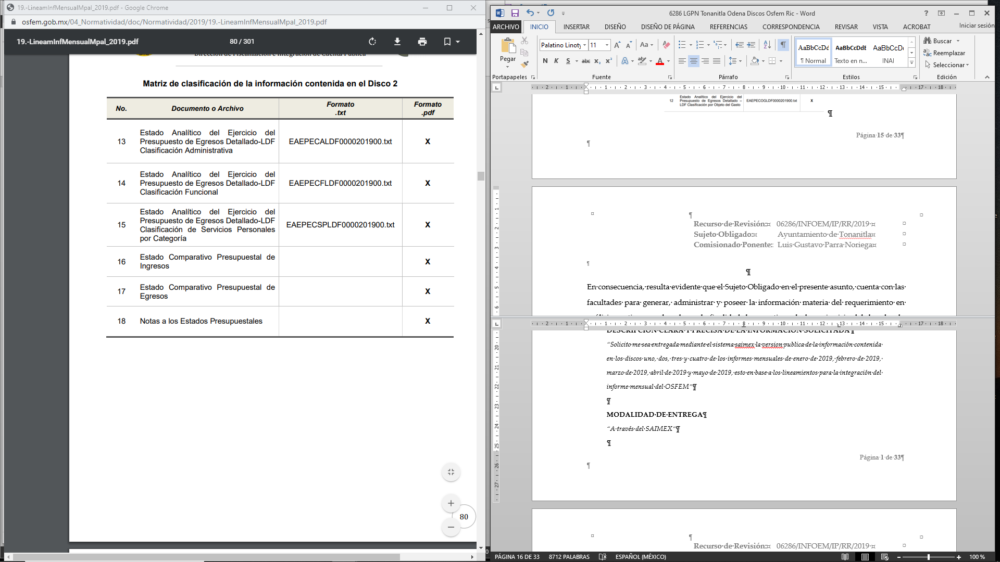 19.-LineamInfMensualMpal_2019.pdf - Google Chrome
osfem.gob.mx/04_Normatividad/doc/Normatividad/2019/19.-LineamInfMensualMpal_2019.pdf
19.-LineamInfMensualMpal_2019.pdf
80 / 301
Dirección de Fiscalización e Integración de Cuenta Pública
Matriz de clasificación de la información contenida en el Disco 2
No. Documento o Archivo Formato .txt Formato .pdf
13 Estado Analítico del Ejercicio del
Presupuesto de Egresos Detallado-LDF
Clasificación Administrativa
EAEPECALDF0000201900.txt X
14 Estado Analítico del Ejercicio del
Presupuesto de Egresos Detallado-LDF
Clasificación Funcional
EAEPECFLDF0000201900.txt X
15 Estado Analítico del Ejercicio del
Presupuesto de Egresos Detallado-LDF
Clasificación de Servicios Personales
por Categoría
EAEPECSPLDF0000201900.txt X
16 Estado Comparativo Presupuestal de
Ingresos
X
17 Estado Comparativo Presupuestal de
Egresos
X
18 Notas a los Estados Presupuestales X
80
6286 LGPN Tonanitla Odena Discos Osfem Ric - Word
ARCHIVO INICIO INSERTAR DISEÑO DISEÑO DE PÁGINA REFERENCIAS CORRESPONDENCIA REVISAR VISTA ACROBAT Iniciar sesión
Pegar
Palatino Linoty 11
N K S abc x₂ x²
AaBbCcDd AaBbCcDdE AaBbCcDc
¶ Normal Texto en n... INAI
Buscar
Reemplazar
Seleccionar
Portapapeles Fuente Párrafo Estilos Edición
12 Estado Analítico del Ejercicio del
Presupuesto de Egresos Detallado –
LDF Clasificación por Objeto del Gasto
EAEPECOGLDF0000201900.txt X
¶
Página·15·de·33¶
¶
Recurso·de·Revisión:¤ 06286/INFOEM/IP/RR/2019·¤
Sujeto·Obligado:¤ Ayuntamiento·de·Tonanitla¤
Comisionado·Ponente: Luis·Gustavo·Parra·Noriega¤
¶
¶
En·consecuencia,·resulta·evidente·que·el·Sujeto·Obligado·en·el·presente·asunto,·cuenta·con·las·
facultades·para·generar,·administrar·y·poseer·la·información·materia·del·requerimiento·en·
DESCRIPCIÓN·CLARA·Y·PRECISA·DE·LA·INFORMACIÓN·SOLICITADA¶
“Solicito·me·sea·entregada·mediante·el·sistema·saimex·la·version·publica·de·la·información·contenida·
en·los·discos·uno,·dos,·tres·y·cuatro·de·los·informes·mensuales·de·enero·de·2019,·febrero·de·2019,·
marzo·de·2019,·abril·de·2019·y·mayo·de·2019,·esto·en·base·a·los·lineamientos·para·la·integración·del·
informe·mensual·del·OSFEM”¶
¶
MODALIDAD·DE·ENTREGA¶
“A·través·del·SAIMEX”¶
¶
Página·1·de·33¶
¶
Recurso·de·Revisión:¤ 06286/INFOEM/IP/RR/2019·¤
PÁGINA 16 DE 33 8712 PALABRAS ESPAÑOL (MÉXICO) 100 %